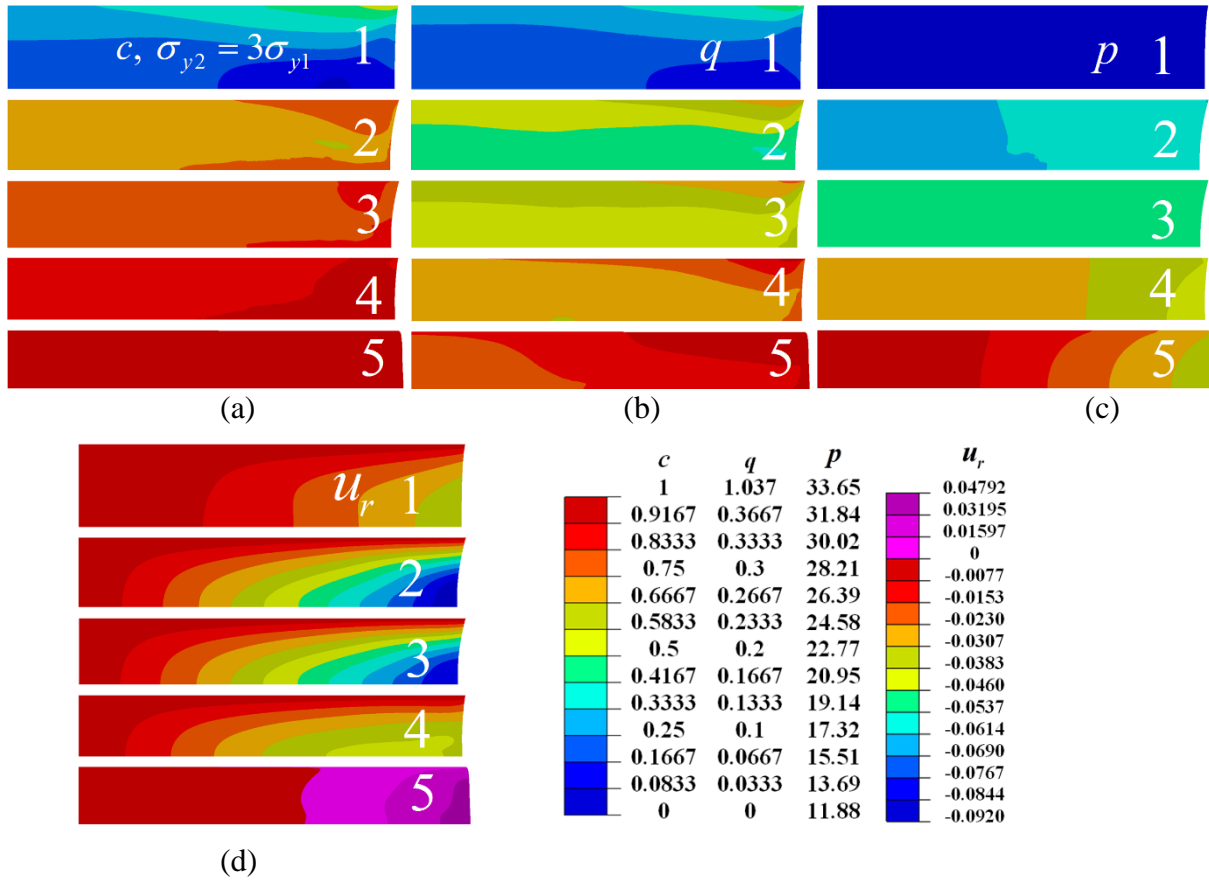 c, σ_{y2} = 3σ_{y1} 1
q 1
p 1
2
2
2
3
3
3
4
4
4
5
5
5
(a)
(b)
(c)
u_r 1
2
3
4
5
(d)
c q p
1 1.037 33.65
0.9167 0.3667 31.84
0.8333 0.3333 30.02
0.75 0.3 28.21
0.6667 0.2667 26.39
0.5833 0.2333 24.58
0.5 0.2 22.77
0.4167 0.1667 20.95
0.3333 0.1333 19.14
0.25 0.1 17.32
0.1667 0.0667 15.51
0.0833 0.0333 13.69
0 0 11.88
u_r
0.04792
0.03195
0.01597
0
-0.0077
-0.0153
-0.0230
-0.0307
-0.0383
-0.0460
-0.0537
-0.0614
-0.0690
-0.0767
-0.0844
-0.0920